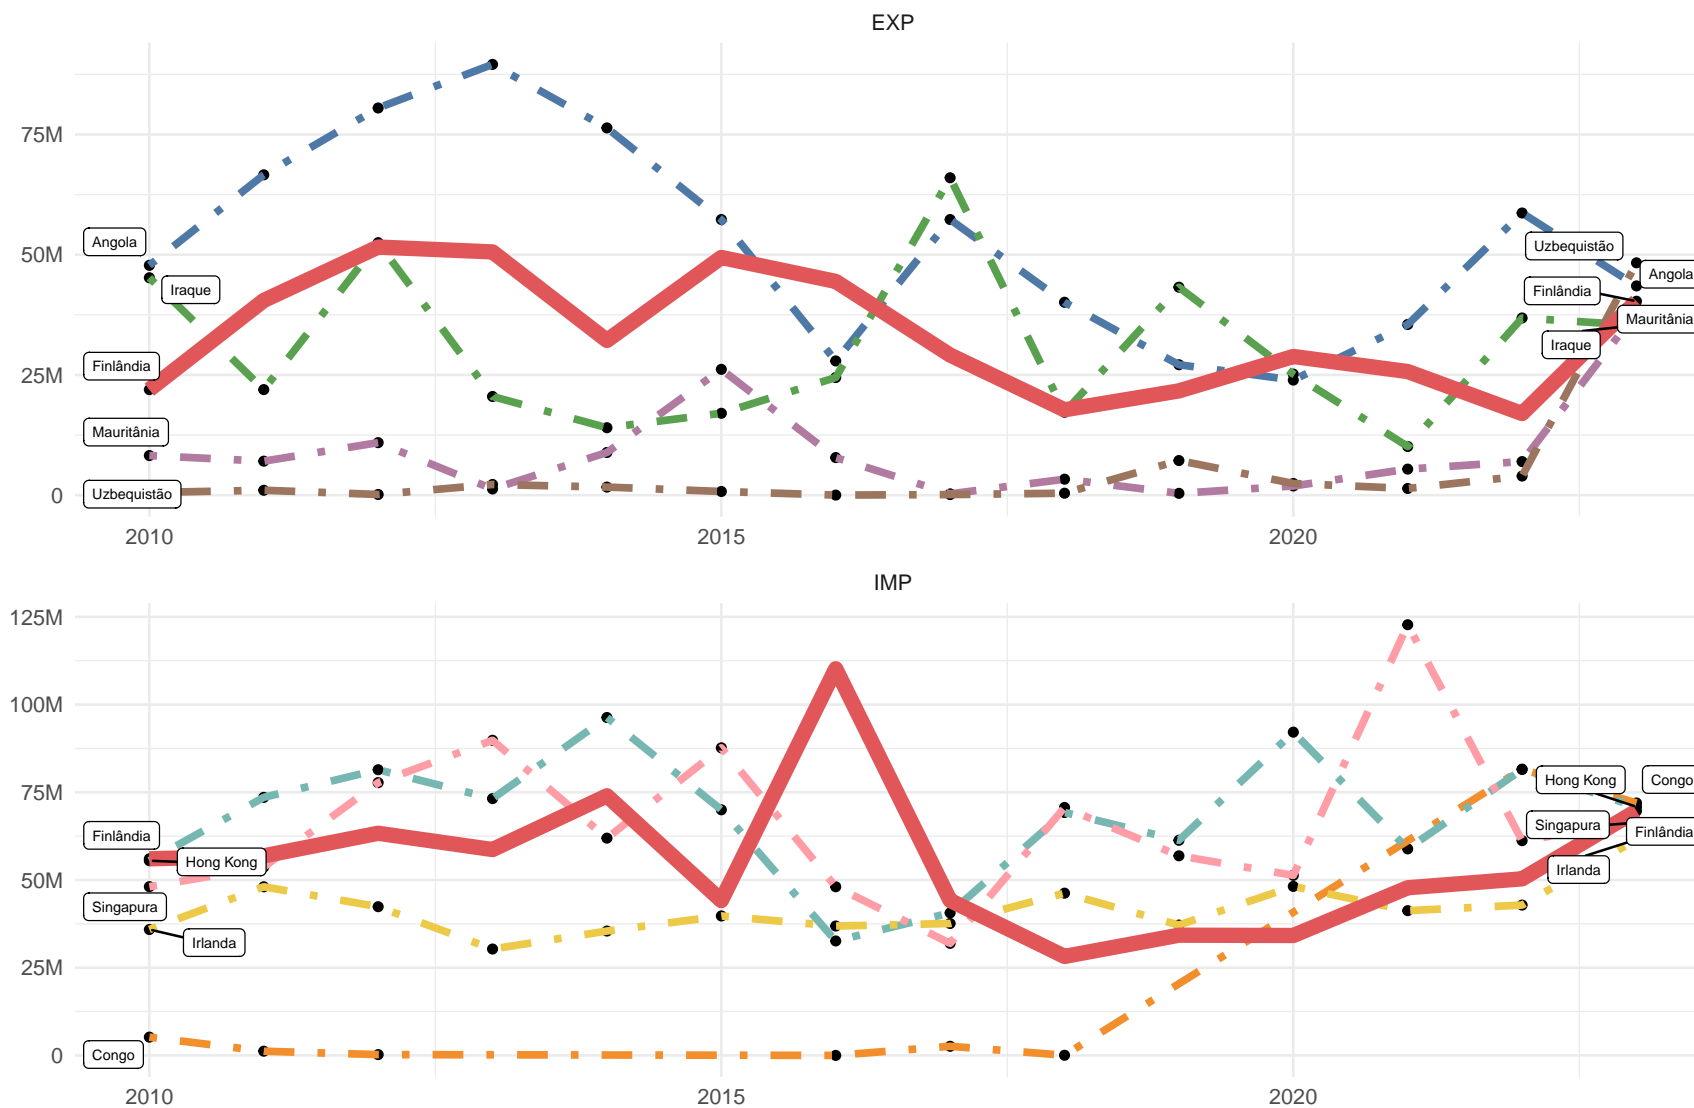 EXP
75M
50M
25M
0
Angola
Iraque
Finlândia
Mauritânia
Uzbequistão
Uzbequistão
Angola
Finlândia
Mauritânia
Iraque
2010 2015 2020
IMP
125M
100M
75M
50M
25M
0
Finlândia
Hong Kong
Singapura
Irlanda
Congo
Hong Kong
Congo
Singapura
Finlândia
Irlanda
2010 2015 2020